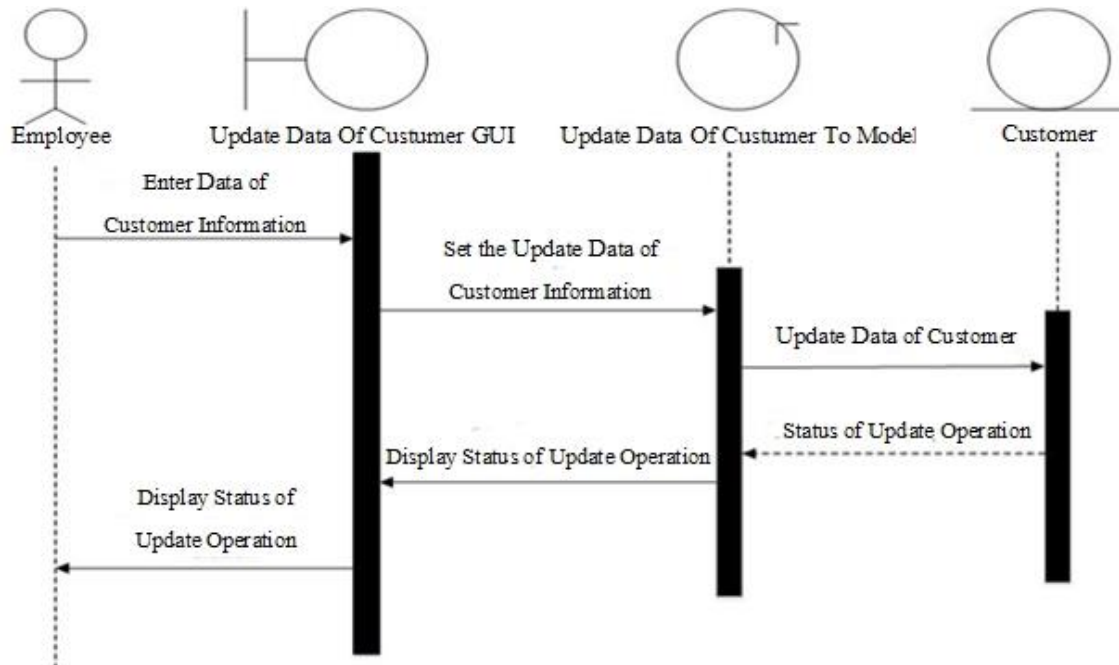 Employee
Update Data Of Custumer GUI
Update Data Of Custumer To Model
Customer
Enter Data of
Customer Information
Set the Update Data of
Customer Information
Update Data of Customer
Status of Update Operation
Display Status of Update Operation
Display Status of
Update Operation